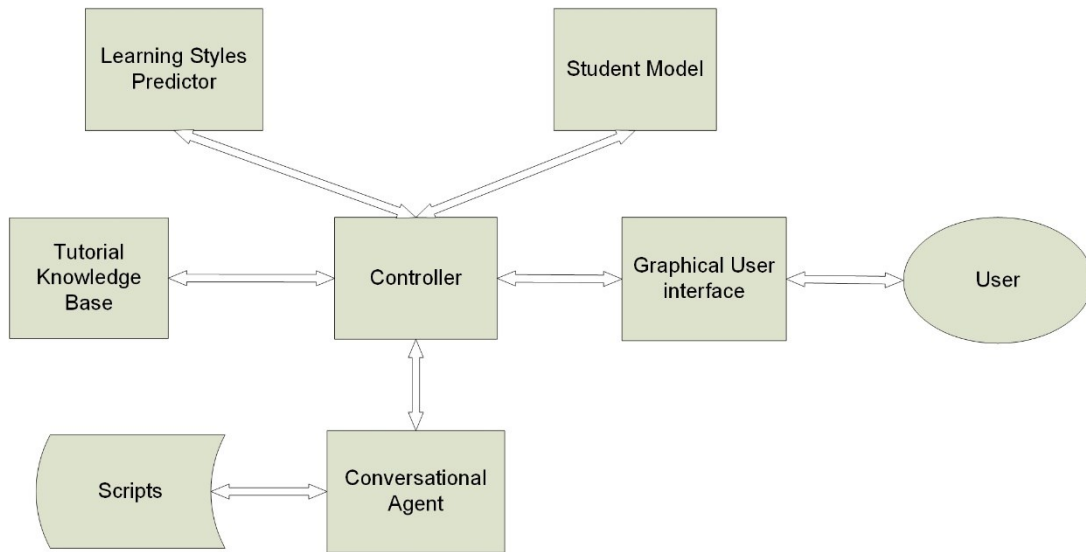 Learning Styles
Predictor
Student Model
Tutorial
Knowledge
Base
Controller
Graphical User
interface
User
Scripts
Conversational
Agent